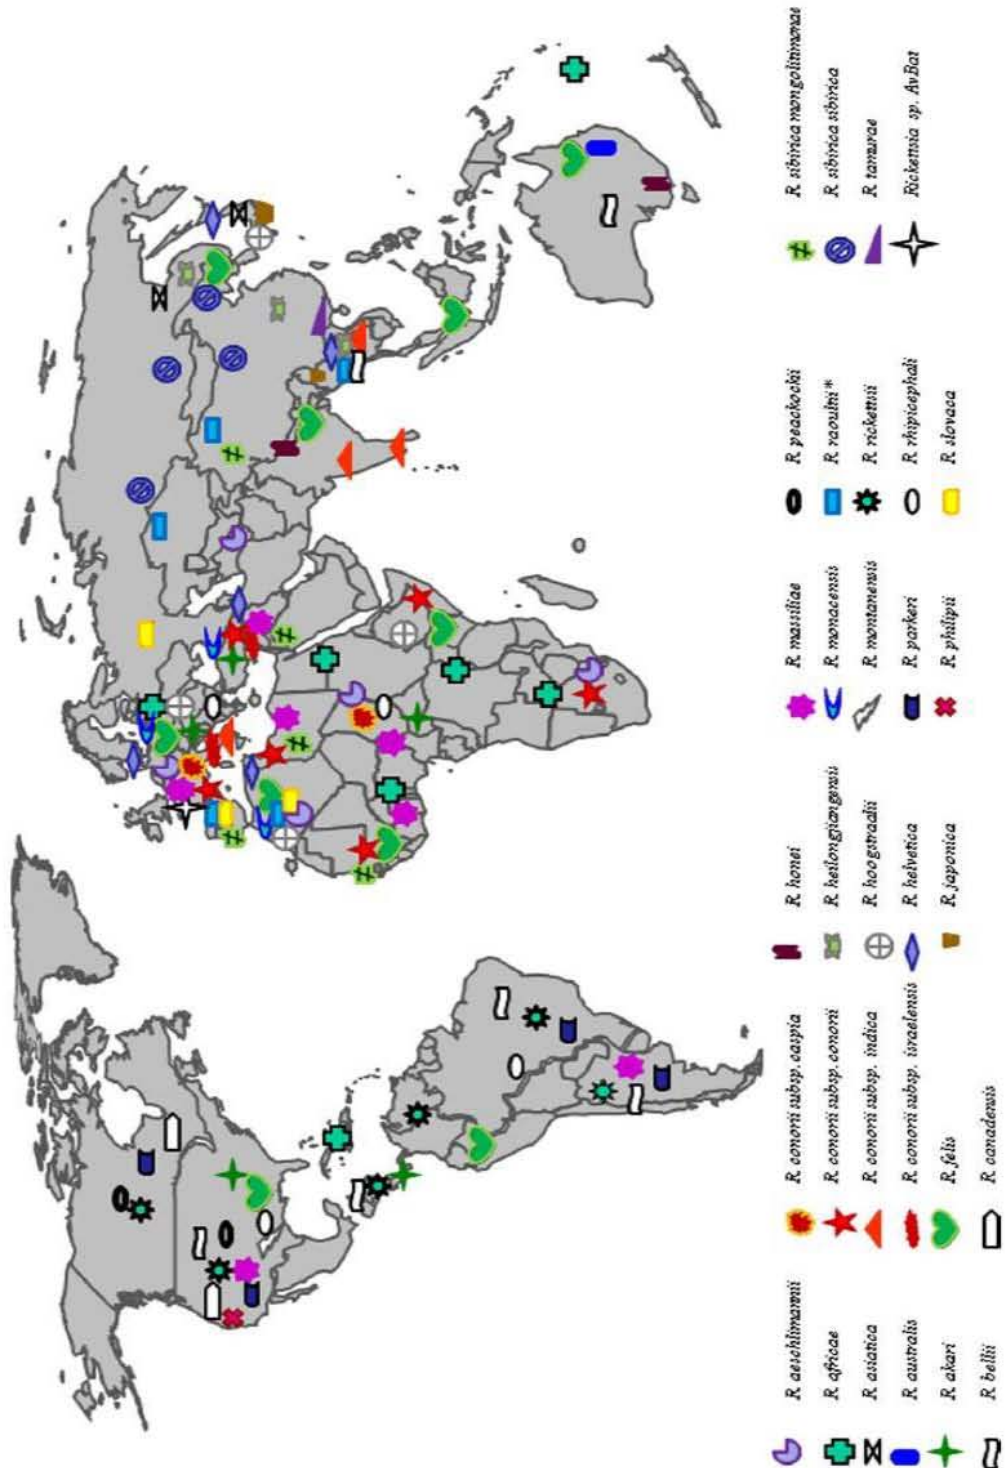 R aeschlimannii
R africae
R asiatica
R australis
R akari
R bellii
R conorii subsp. caspia
R conorii subsp. conorii
R conorii subsp. indica
R conorii subsp. israelensis
R felis
R canadensis
R honei
R heilongjiangensis
R hoogstraalii
R helvetica
R japonica
R massiliae
R monacensis
R montanensis
R parkeri
R philipii
R peackockii
R raoultii*
R rickettsii
R rhipicephali
R slovaca
R sibirica mongolitimonae
R sibirica sibirica
R tamurae
Rickettsia sp. AvBat